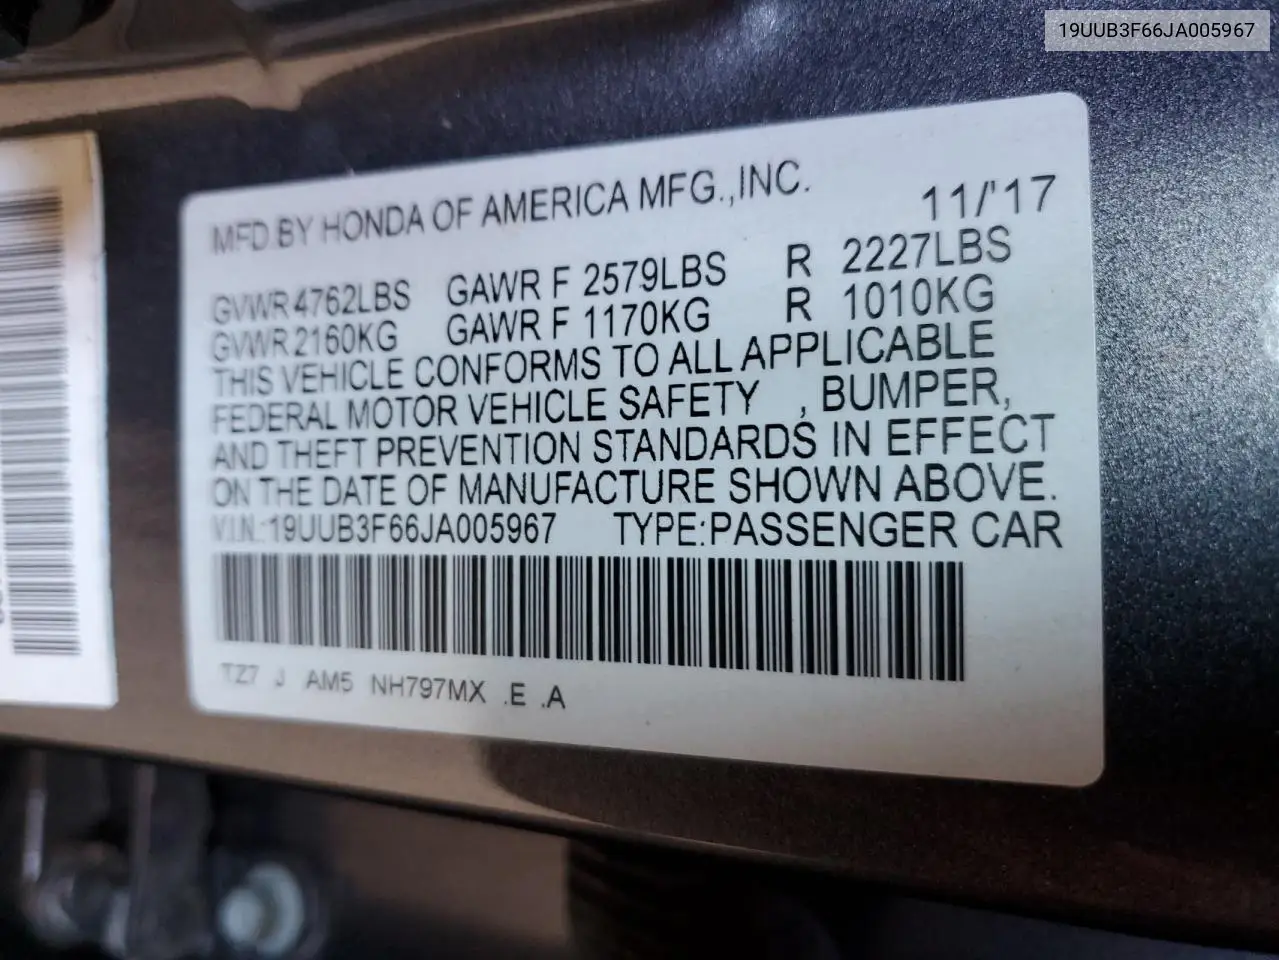 19UUB3F66JA005967
MFD.BY HONDA OF AMERICA MFG.,INC. 11/'17
GVWR 4762LBS GAWR F 2579LBS R 2227LBS
GVWR 2160KG GAWR F 1170KG R 1010KG
THIS VEHICLE CONFORMS TO ALL APPLICABLE
FEDERAL MOTOR VEHICLE SAFETY , BUMPER,
AND THEFT PREVENTION STANDARDS IN EFFECT
ON THE DATE OF MANUFACTURE SHOWN ABOVE.
V.I.N.:19UUB3F66JA005967 TYPE:PASSENGER CAR
TZ7 J AM5 NH797MX .E .A